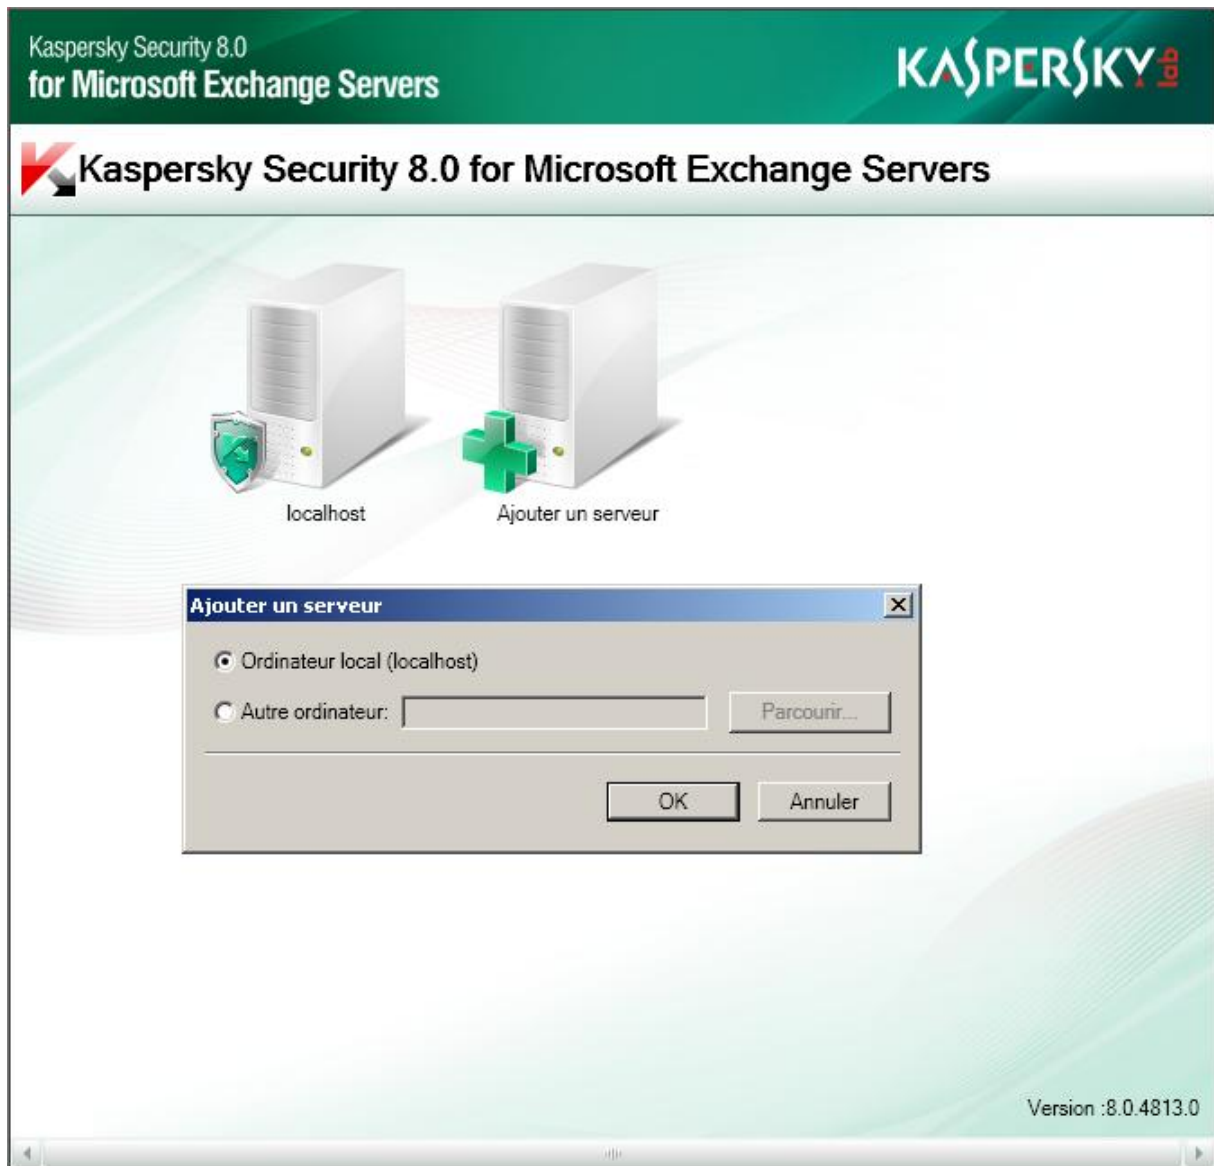 Kaspersky Security 8.0
for Microsoft Exchange Servers
KASPERSKY lab
Kaspersky Security 8.0 for Microsoft Exchange Servers
localhost
Ajouter un serveur
Ajouter un serveur
Ordinateur local (localhost)
Autre ordinateur:
Parcourir...
OK
Annuler
Version :8.0.4813.0